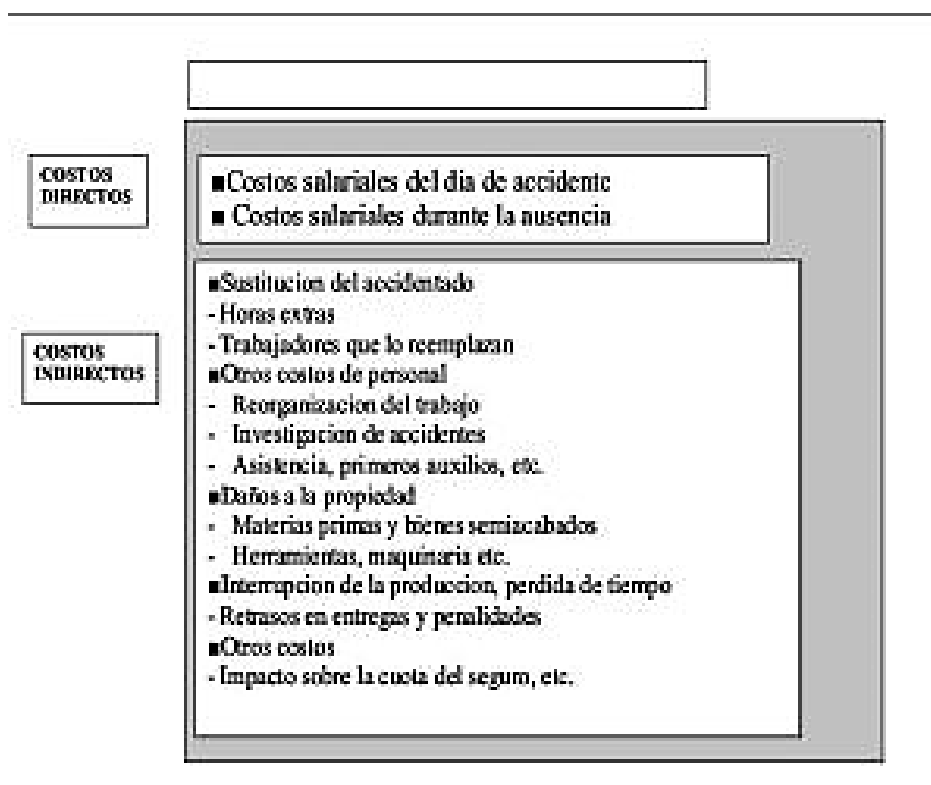 COSTOS
DIRECTOS
■Costos salariales del dia de accidente
■ Costos salariales durante la ausencia
COSTOS
INDIRECTOS
■Sustitucion del accidentado
- Horas extras
- Trabajadores que lo reemplazan
■Otros costos de personal
- Reorganizacion del trabajo
- Investigacion de accidentes
- Asistencia, primeros auxilios, etc.
■Daños a la propiedad
- Materias primas y bienes semiacabados
- Herramientas, maquinaria etc.
■Interrupcion de la produccion, perdida de tiempo
- Retrasos en entregas y penalidades
■Otros costos
- Impacto sobre la cuota del seguro, etc.